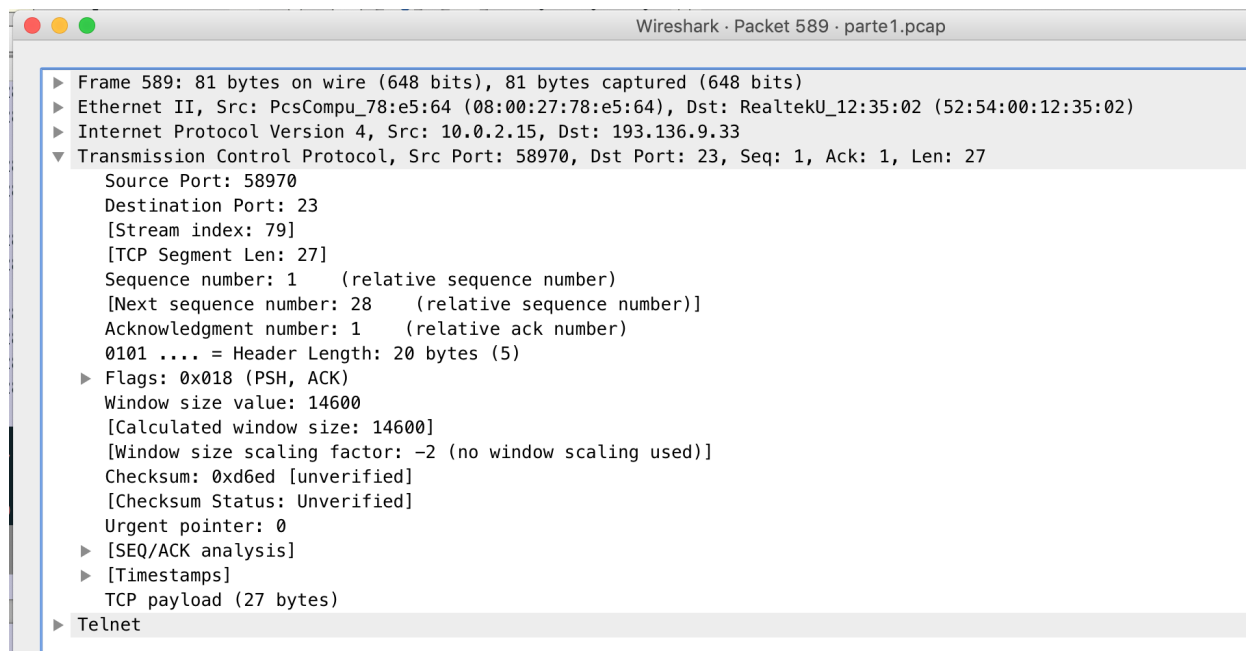 Wireshark · Packet 589 · parte1.pcap
Frame 589: 81 bytes on wire (648 bits), 81 bytes captured (648 bits)
Ethernet II, Src: PcsCompu_78:e5:64 (08:00:27:78:e5:64), Dst: RealtekU_12:35:02 (52:54:00:12:35:02)
Internet Protocol Version 4, Src: 10.0.2.15, Dst: 193.136.9.33
Transmission Control Protocol, Src Port: 58970, Dst Port: 23, Seq: 1, Ack: 1, Len: 27
Source Port: 58970
Destination Port: 23
[Stream index: 79]
[TCP Segment Len: 27]
Sequence number: 1    (relative sequence number)
[Next sequence number: 28    (relative sequence number)]
Acknowledgment number: 1    (relative ack number)
0101 .... = Header Length: 20 bytes (5)
Flags: 0x018 (PSH, ACK)
Window size value: 14600
[Calculated window size: 14600]
[Window size scaling factor: -2 (no window scaling used)]
Checksum: 0xd6ed [unverified]
[Checksum Status: Unverified]
Urgent pointer: 0
[SEQ/ACK analysis]
[Timestamps]
TCP payload (27 bytes)
Telnet